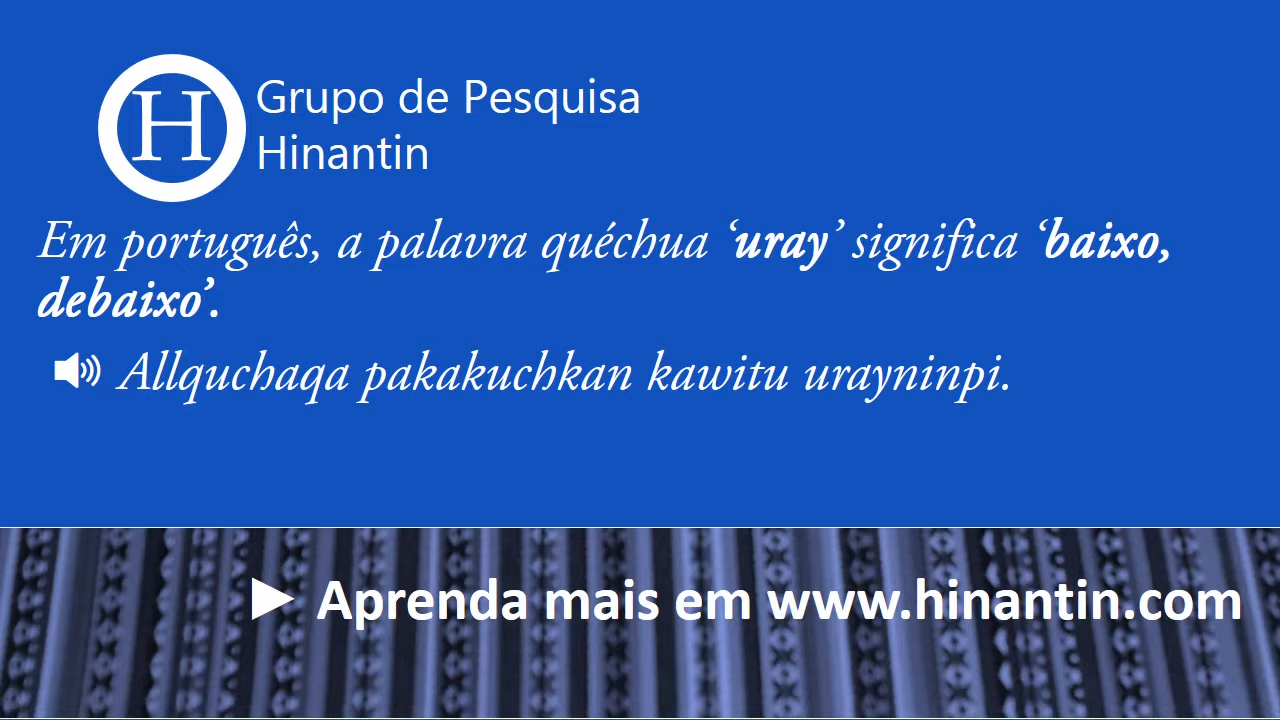 H
Grupo de Pesquisa
Hinantin
Em português, a palavra quéchua ‘uray’ significa ‘baixo,
debaixo’.
Allquchaqa pakakuchkan kawitu urayninpi.
► Aprenda mais em www.hinantin.com